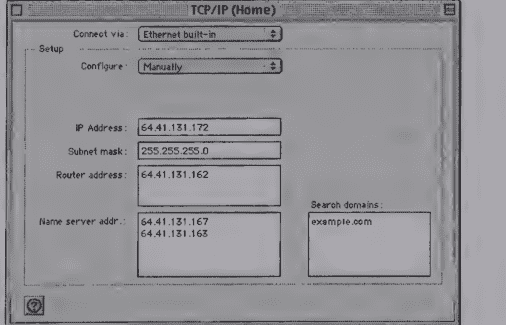 TCP/IP (Home)
Connect via: Ethernet built-in
Setup
Configure: Manually
IP Address: 64.41.131.172
Subnet mask: 255.255.255.0
Router address: 64.41.131.162
Search domains:
Name server addr.: 64.41.131.167 example.com
64.41.131.163
?